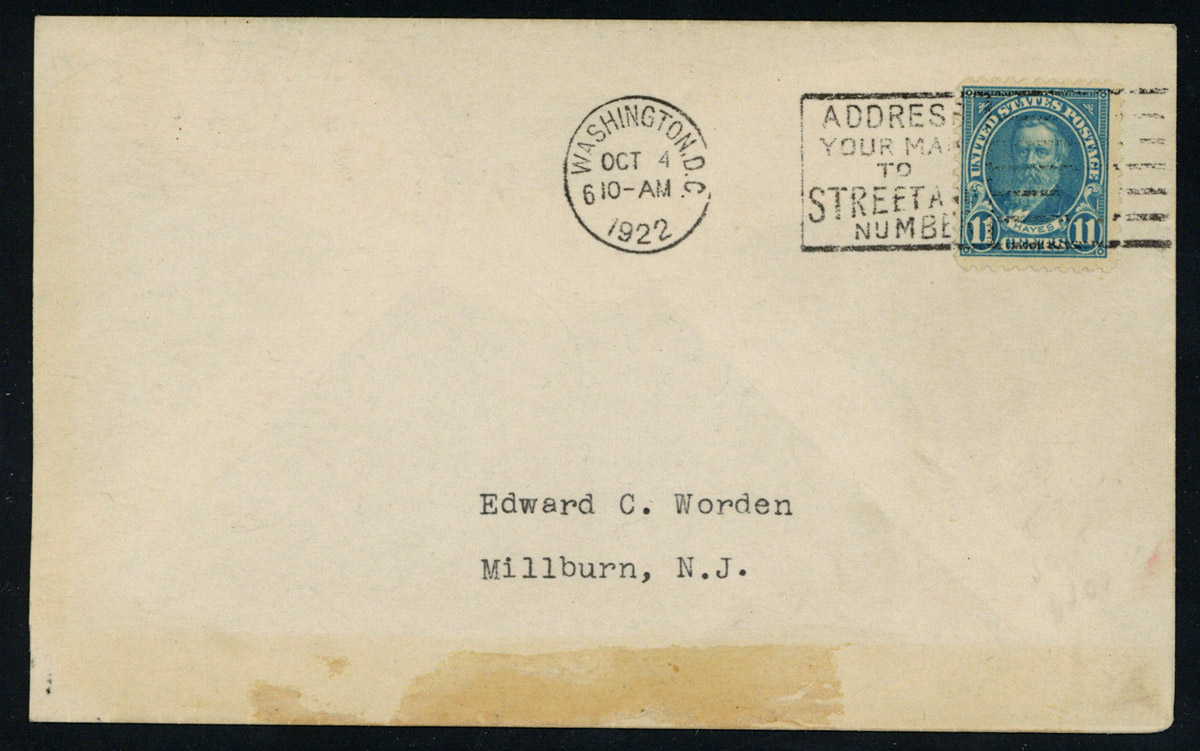 WASHINGTON, D.C.
OCT 4
6 10-AM
1922
ADDRES
YOUR MA
TO
STREET A
NUMBE
UNITED STATES POSTAGE
HAYES
11 CENTS 11
Edward C. Worden
Millburn, N.J.